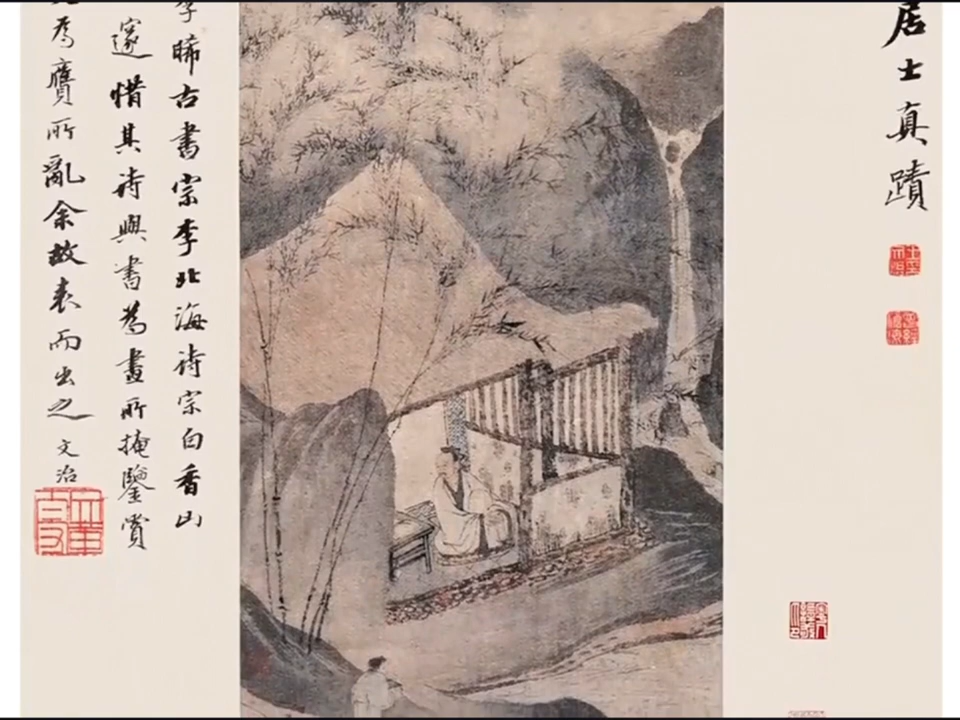 居士真蹟
李晞古書宗李北海詩宗白香山
邃惜其詩與書為畫所掩鑒賞
為贗所亂余故表而出之
文治